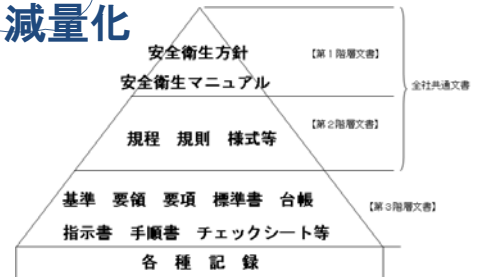 減量化
安全衛生方針
【第1階層文書】
安全衛生マニュアル
全社共通文書
【第2階層文書】
規程 規則 様式等
基準 要領 要項 標準書 台帳
【第3階層文書】
指示書 手順書 チェックシート等
各種記録